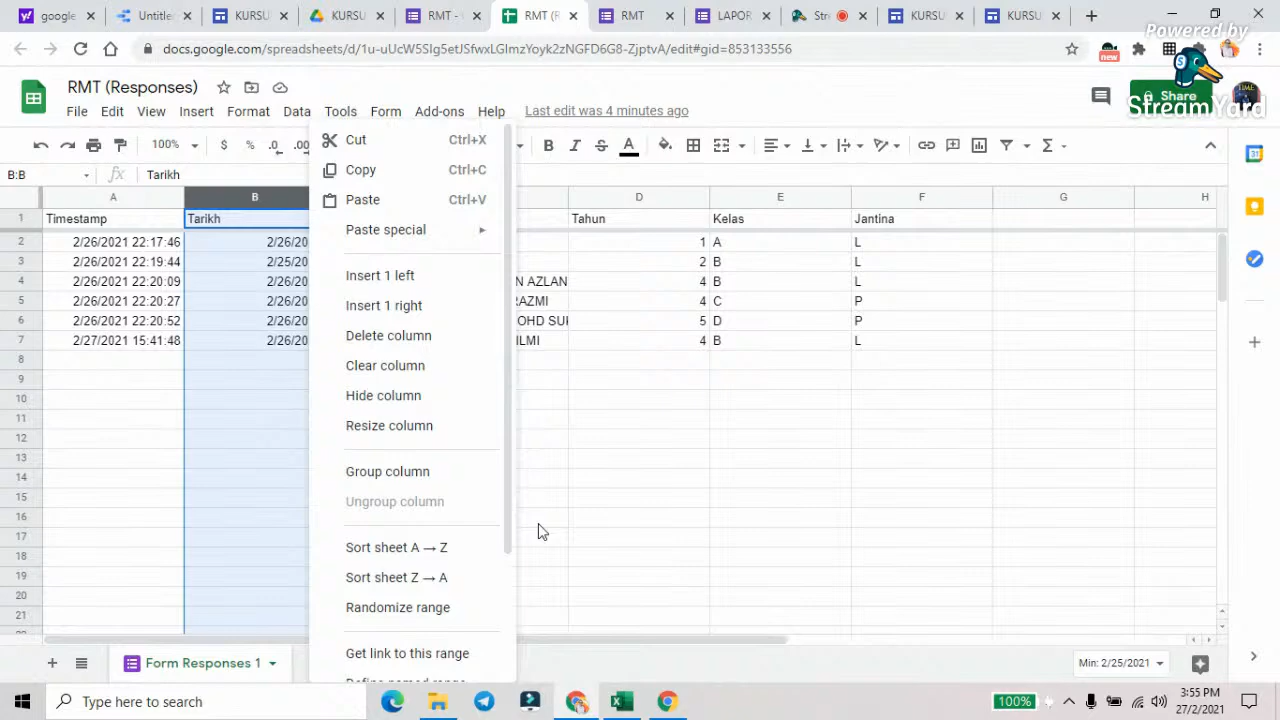 googl
Untitle
KURSU
KURSU
RMT -
RMT (R
RMT
LAPOR
Stre
KURSU
KURSU
docs.google.com/spreadsheets/d/1u-uUcW5SIg5etJSfwxLGImzYoyk2zNGFD6G8-ZjptvA/edit#gid=853133556
new
Powered by
StreamYard
RMT (Responses)
TIME
Share
File Edit View Insert Format Data Tools Form Add-ons Help Last edit was 4 minutes ago
100% $ % .0 .00 B I S A
B:B fx Tarikh
A B D E F G H
1 Timestamp Tarikh Tahun Kelas Jantina
2 2/26/2021 22:17:46 2/26/20 1 A L
3 2/26/2021 22:19:44 2/25/20 2 B L
4 2/26/2021 22:20:09 2/26/20 N AZLAN 4 B L
5 2/26/2021 22:20:27 2/26/20 RAZMI 4 C P
6 2/26/2021 22:20:52 2/26/20 OHD SUK 5 D P
7 2/27/2021 15:41:48 2/26/20 ILMI 4 B L
8
9
10
11
12
13
14
15
16
17
18
19
20
21
Cut Ctrl+X
Copy Ctrl+C
Paste Ctrl+V
Paste special
Insert 1 left
Insert 1 right
Delete column
Clear column
Hide column
Resize column
Group column
Ungroup column
Sort sheet A → Z
Sort sheet Z → A
Randomize range
Get link to this range
Define named range
Form Responses 1
Min: 2/25/2021
Type here to search
100%
3:55 PM
27/2/2021